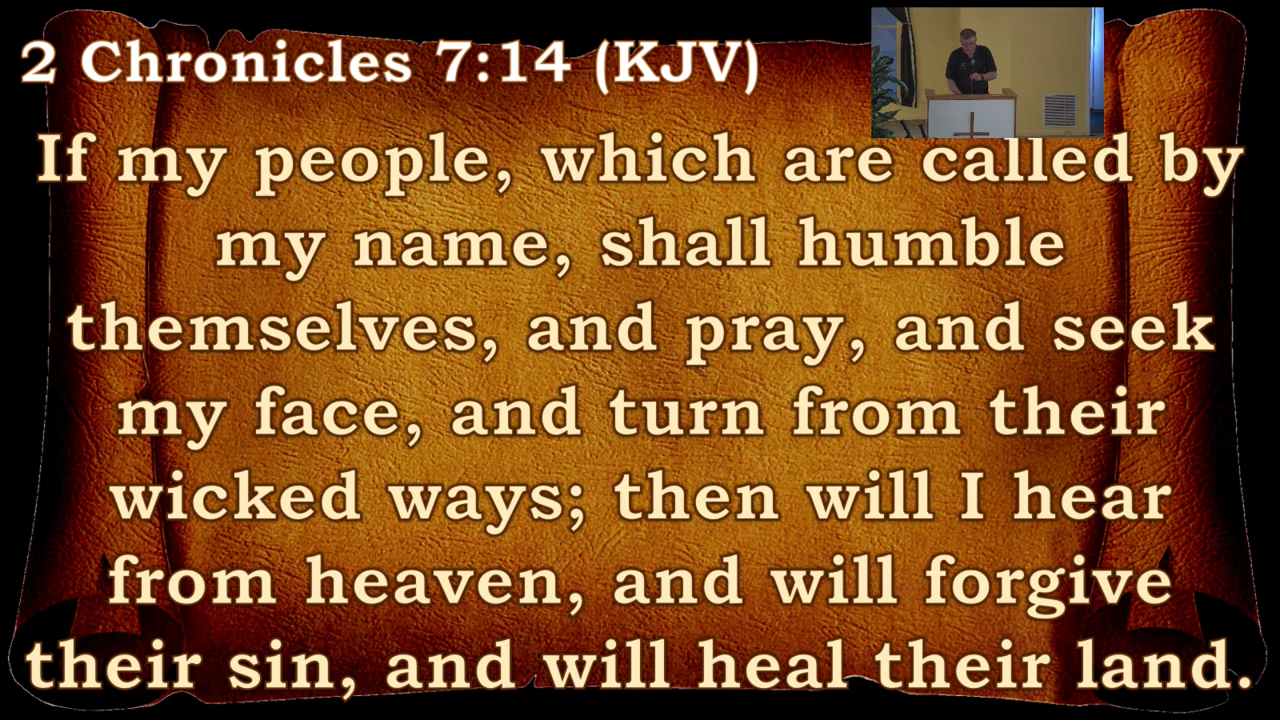 2 Chronicles 7:14 (KJV)
If my people, which are called by
my name, shall humble
themselves, and pray, and seek
my face, and turn from their
wicked ways; then will I hear
from heaven, and will forgive
their sin, and will heal their land.